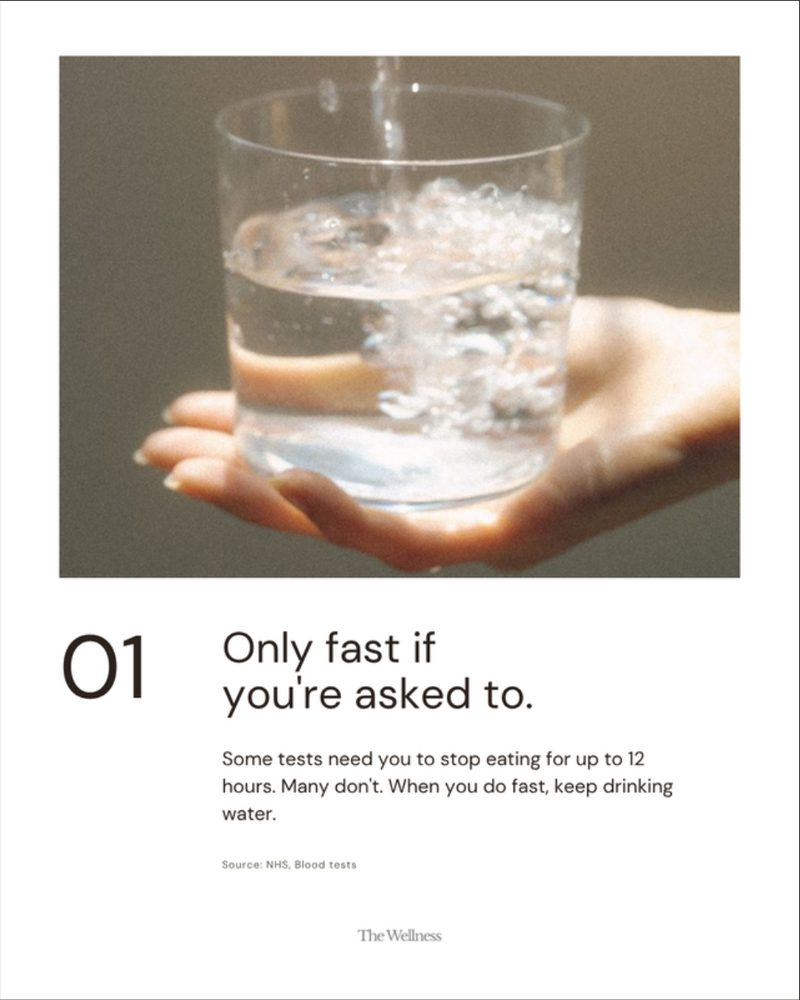 01
Only fast if
you're asked to.
Some tests need you to stop eating for up to 12
hours. Many don't. When you do fast, keep drinking
water.
Source: NHS, Blood tests
The Wellness